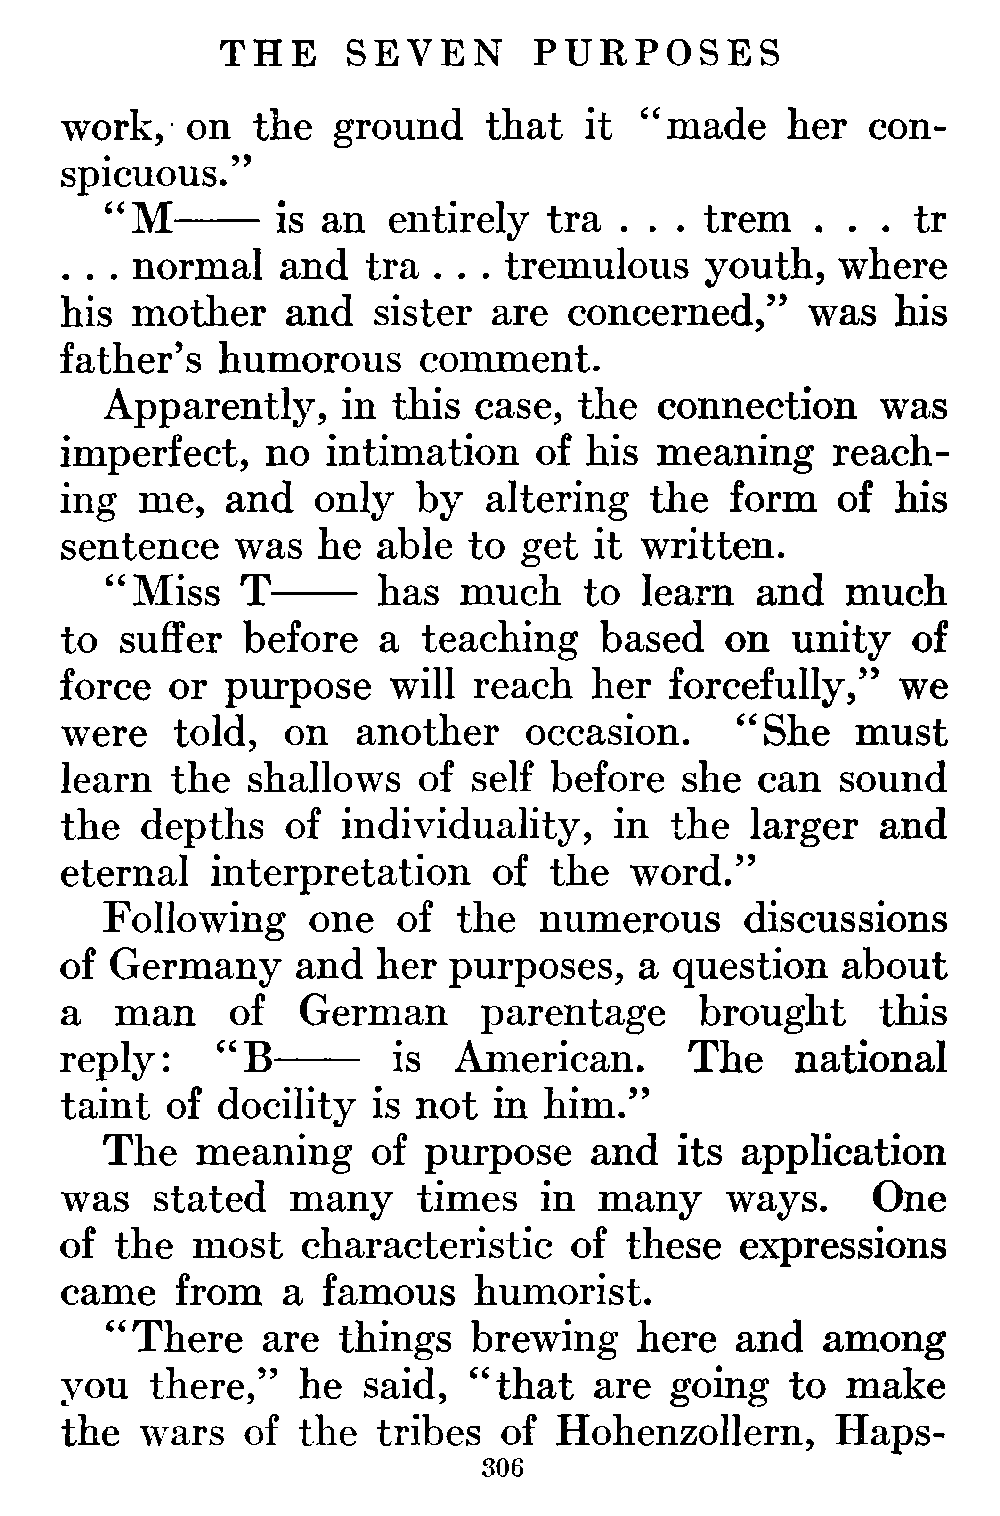 THE SEVEN PURPOSES
work, on the ground that it "made her con-
spicuous."
"M—— is an entirely tra . . . trem . . . tr
. . . normal and tra . . . tremulous youth, where
his mother and sister are concerned," was his
father's humorous comment.
Apparently, in this case, the connection was
imperfect, no intimation of his meaning reach-
ing me, and only by altering the form of his
sentence was he able to get it written.
"Miss T—— has much to learn and much
to suffer before a teaching based on unity of
force or purpose will reach her forcefully," we
were told, on another occasion. "She must
learn the shallows of self before she can sound
the depths of individuality, in the larger and
eternal interpretation of the word."
Following one of the numerous discussions
of Germany and her purposes, a question about
a man of German parentage brought this
reply: "B—— is American. The national
taint of docility is not in him."
The meaning of purpose and its application
was stated many times in many ways. One
of the most characteristic of these expressions
came from a famous humorist.
"There are things brewing here and among
you there," he said, "that are going to make
the wars of the tribes of Hohenzollern, Haps-
306